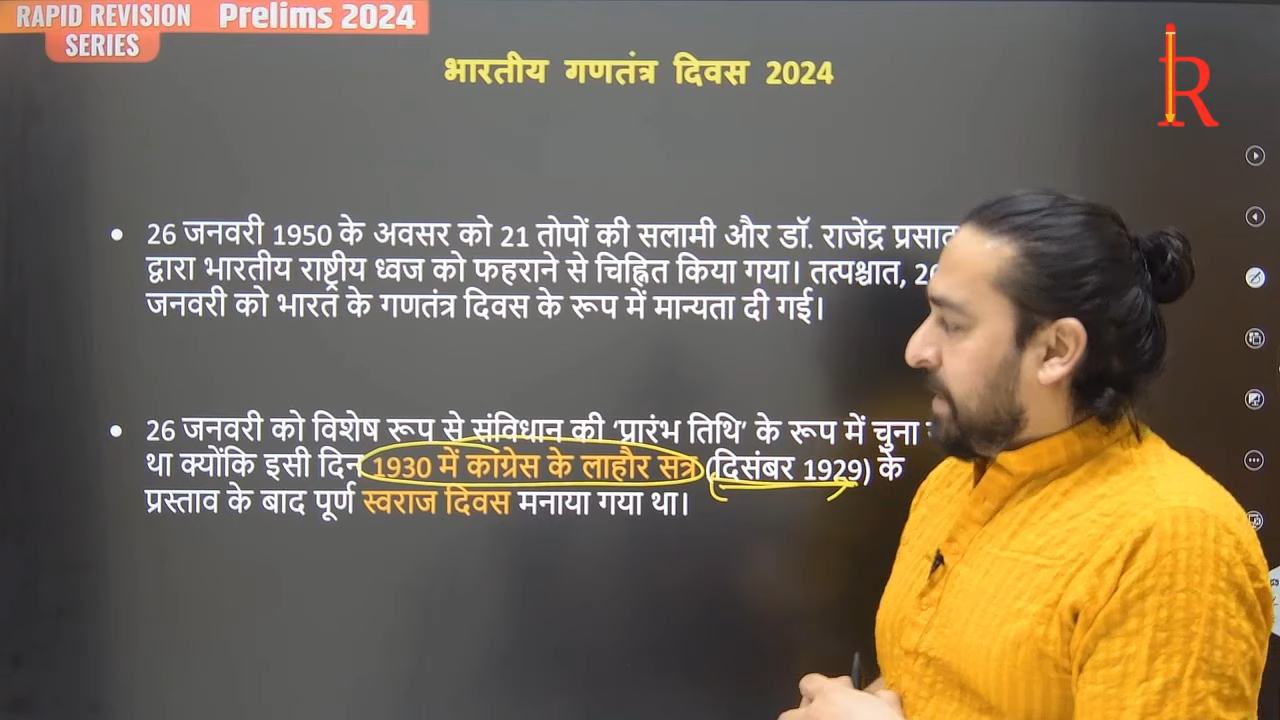 RAPID REVISION Prelims 2024
SERIES
भारतीय गणतंत्र दिवस 2024
R
• 26 जनवरी 1950 के अवसर को 21 तोपों की सलामी और डॉ. राजेंद्र
द्वारा भारतीय राष्ट्रीय ध्वज को फहराने से चिह्नित किया गया। तत्पश्चात,
जनवरी को भारत के गणतंत्र दिवस के रूप में मान्यता दी गई।
• 26 जनवरी को विशेष रूप से संविधान की 'प्रारंभ तिथि' के रूप में चुना
था क्योंकि इसी दिन 1930 में कांग्रेस के लाहौर सत्र (दिसंबर 1929) के
प्रस्ताव के बाद पूर्ण स्वराज दिवस मनाया गया था।